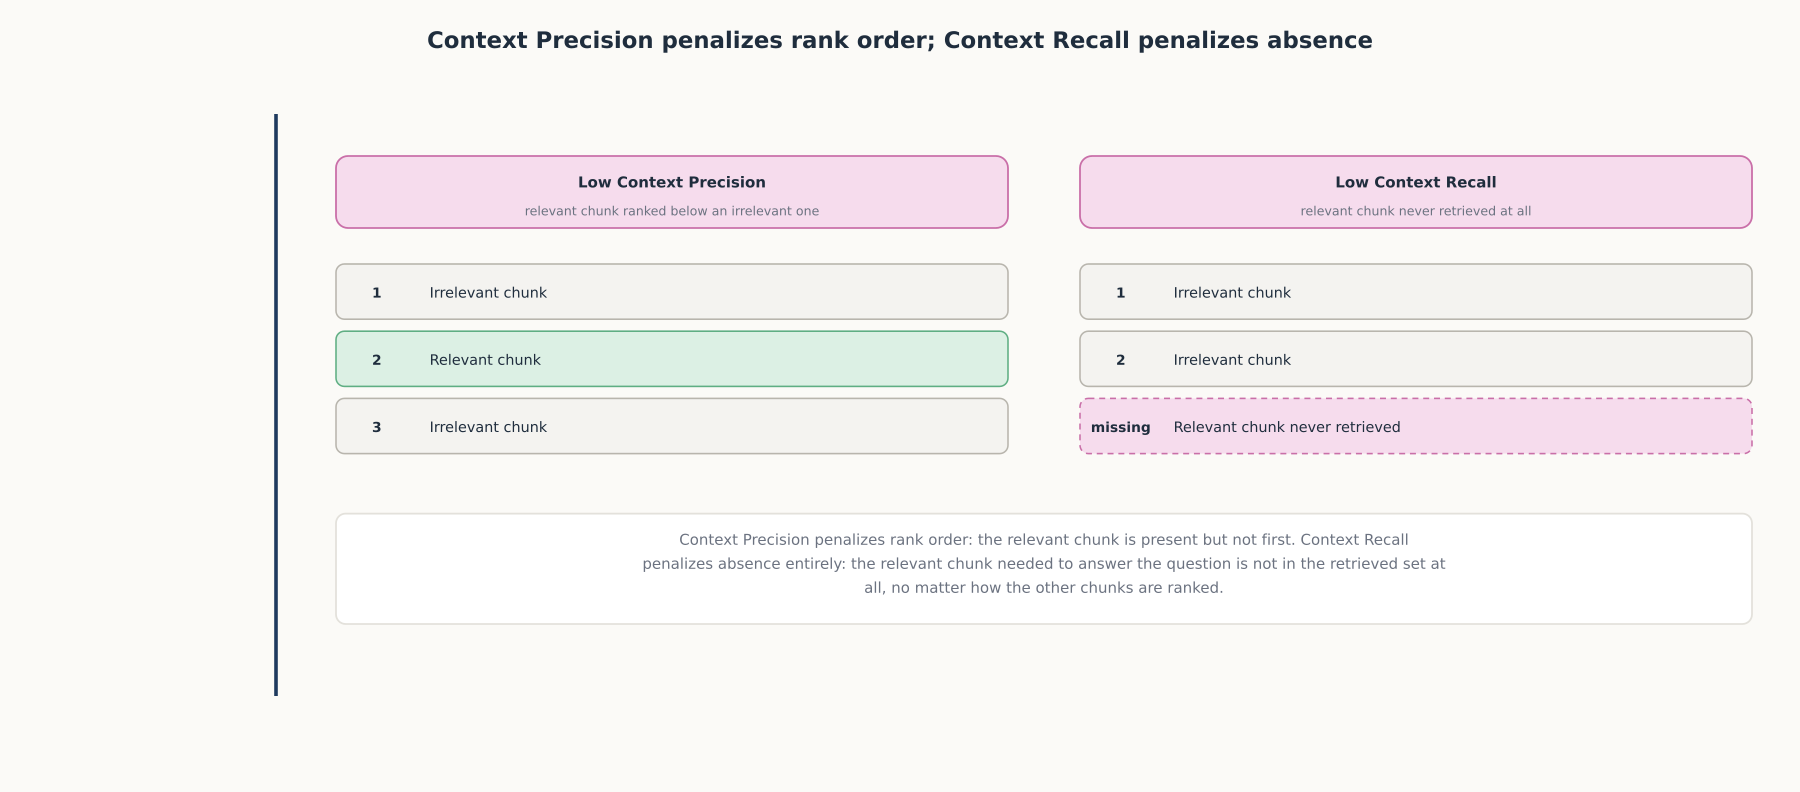 Context Precision penalizes rank order; Context Recall penalizes absence
Low Context Precision
relevant chunk ranked below an irrelevant one
1 Irrelevant chunk
2 Relevant chunk
3 Irrelevant chunk
Low Context Recall
relevant chunk never retrieved at all
1 Irrelevant chunk
2 Irrelevant chunk
missing Relevant chunk never retrieved
Context Precision penalizes rank order: the relevant chunk is present but not first. Context Recall
penalizes absence entirely: the relevant chunk needed to answer the question is not in the retrieved set at
all, no matter how the other chunks are ranked.